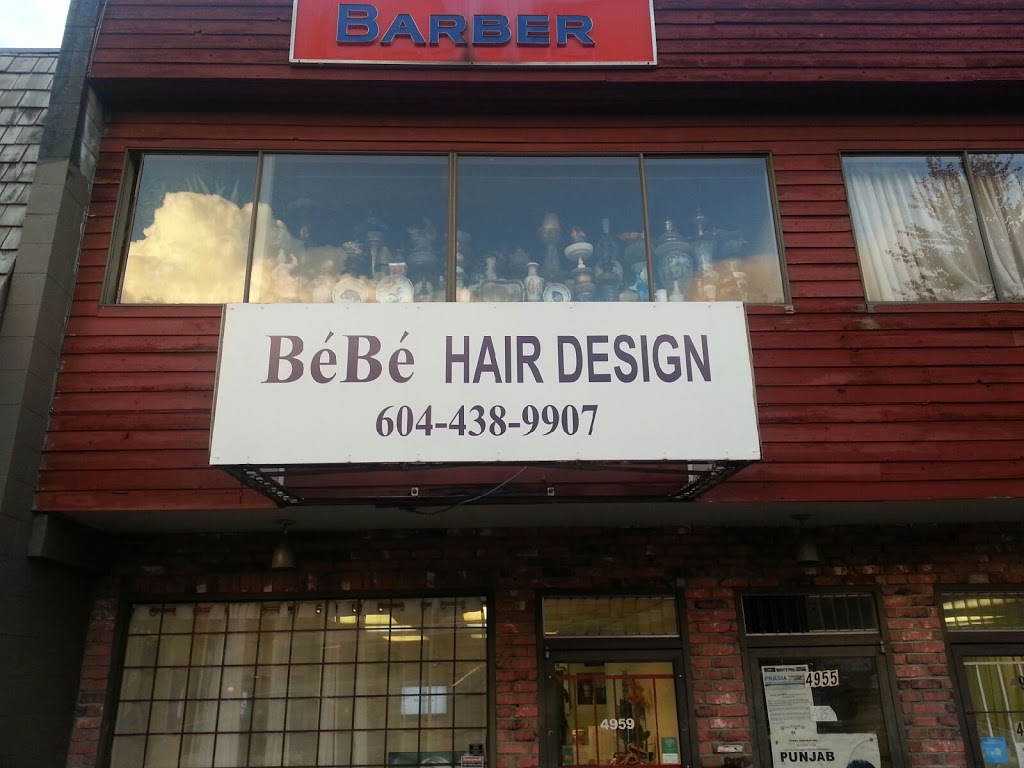 BARBER
BéBé HAIR DESIGN
604-438-9907
4959
4955
PUNJAB